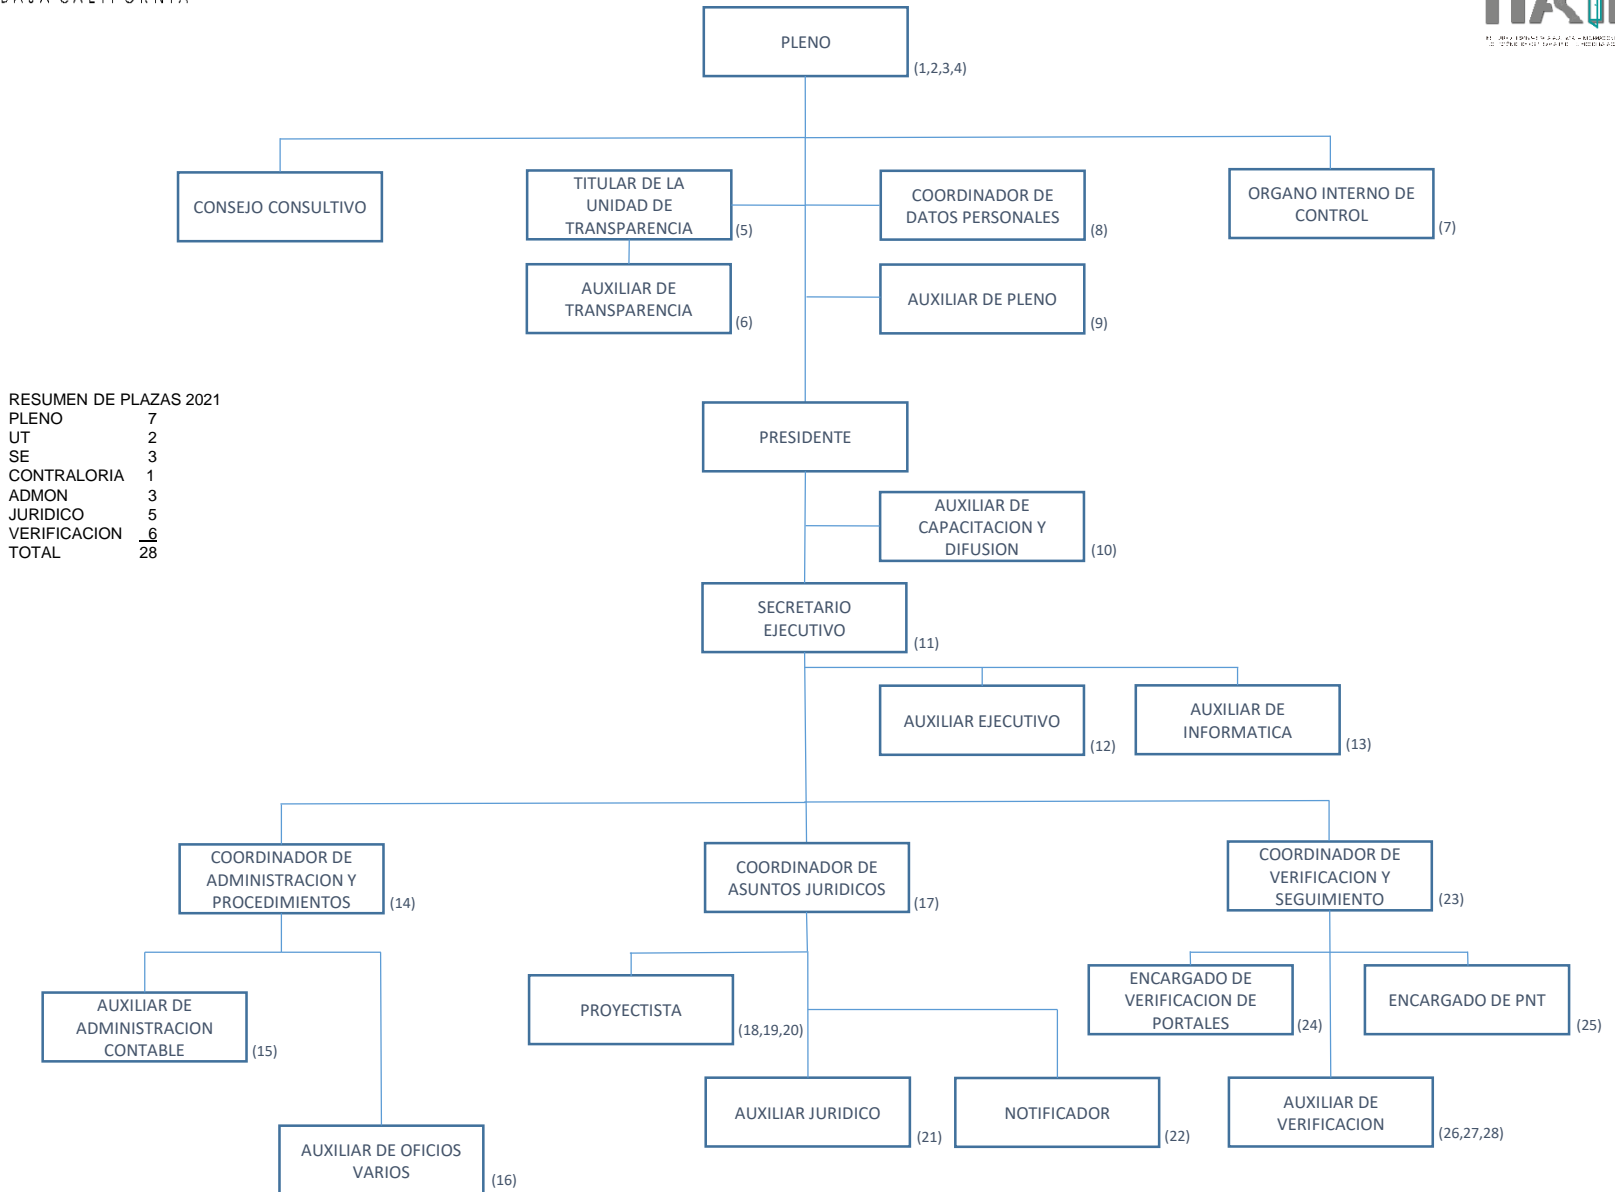 BAJA CALIFORNIA
PLENO
(1,2,3,4)
CONSEJO CONSULTIVO
TITULAR DE LA
UNIDAD DE
TRANSPARENCIA
(5)
COORDINADOR DE
DATOS PERSONALES
(8)
ORGANO INTERNO DE
CONTROL
(7)
AUXILIAR DE
TRANSPARENCIA
(6)
AUXILIAR DE PLENO
(9)
RESUMEN DE PLAZAS 2021
PLENO 7
UT 2
SE 3
CONTRALORIA 1
ADMON 3
JURIDICO 5
VERIFICACION 6
TOTAL 28
PRESIDENTE
AUXILIAR DE
CAPACITACION Y
DIFUSION
(10)
SECRETARIO
EJECUTIVO
(11)
AUXILIAR EJECUTIVO
(12)
AUXILIAR DE
INFORMATICA
(13)
COORDINADOR DE
ADMINISTRACION Y
PROCEDIMIENTOS
(14)
COORDINADOR DE
ASUNTOS JURIDICOS
(17)
COORDINADOR DE
VERIFICACION Y
SEGUIMIENTO
(23)
AUXILIAR DE
ADMINISTRACION
CONTABLE
(15)
PROYECTISTA
(18,19,20)
ENCARGADO DE
VERIFICACION DE
PORTALES
(24)
ENCARGADO DE PNT
(25)
AUXILIAR JURIDICO
(21)
NOTIFICADOR
(22)
AUXILIAR DE
VERIFICACION
(26,27,28)
AUXILIAR DE OFICIOS
VARIOS
(16)